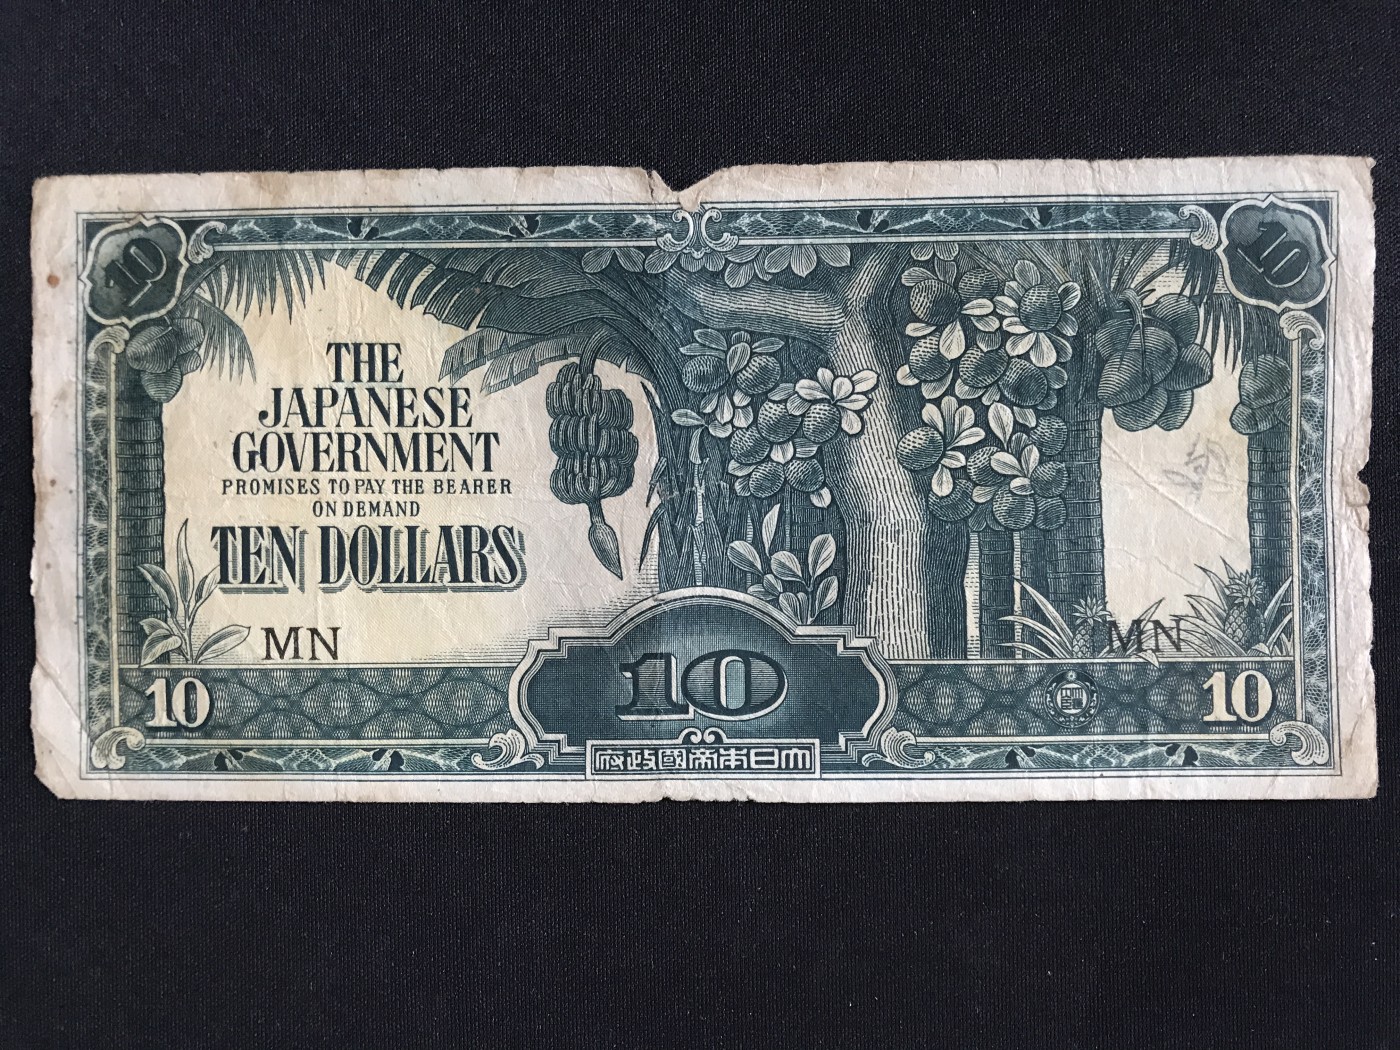 10
10
THE
JAPANESE
GOVERNMENT
PROMISES TO PAY THE BEARER
ON DEMAND
TEN DOLLARS
MN
MN
10
10
10
府政國帝本日大